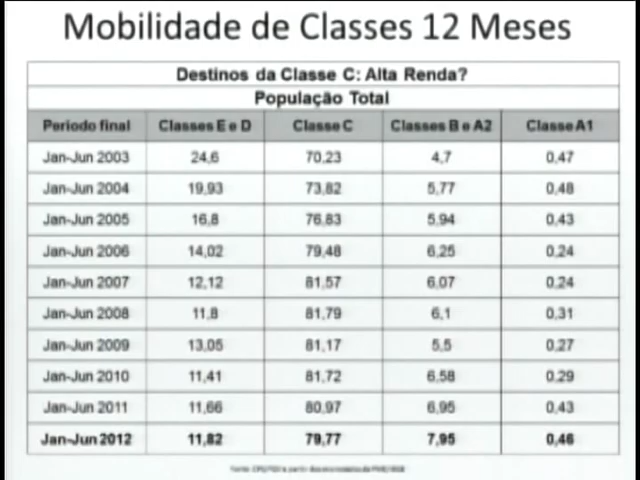 Mobilidade de Classes 12 Meses
Destinos da Classe C: Alta Renda?
População Total
Período final Classes E e D Classe C Classes B e A2 Classe A1
Jan-Jun 2003 24,6 70,23 4,7 0,47
Jan-Jun 2004 19,93 73,82 5,77 0,48
Jan-Jun 2005 16,8 76,83 5,94 0,43
Jan-Jun 2006 14,02 79,48 6,25 0,24
Jan-Jun 2007 12,12 81,57 6,07 0,24
Jan-Jun 2008 11,8 81,79 6,1 0,31
Jan-Jun 2009 13,05 81,17 5,5 0,27
Jan-Jun 2010 11,41 81,72 6,58 0,29
Jan-Jun 2011 11,66 80,97 6,95 0,43
Jan-Jun 2012 11,82 79,77 7,95 0,46